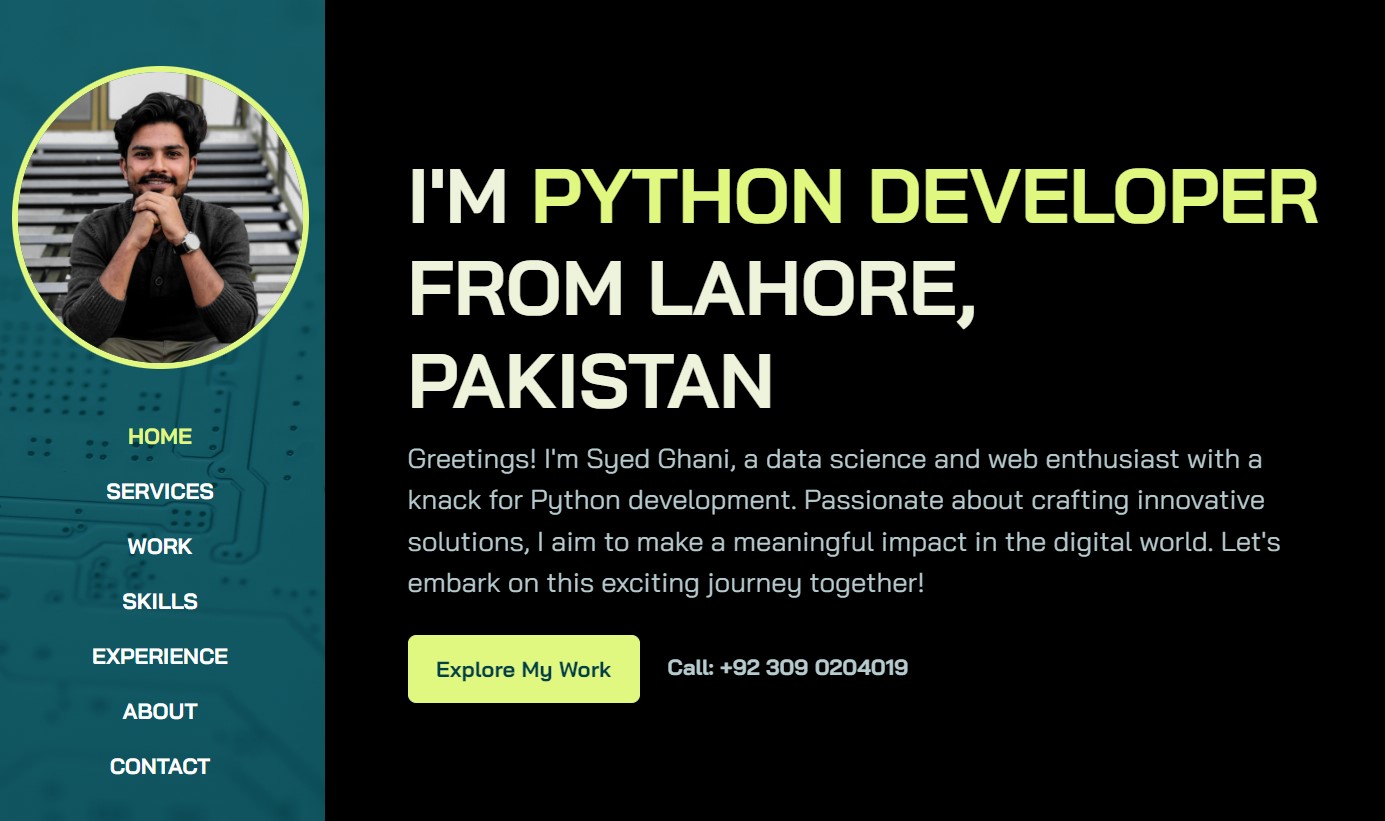 HOME
SERVICES
WORK
SKILLS
EXPERIENCE
ABOUT
CONTACT
I'M PYTHON DEVELOPER
FROM LAHORE,
PAKISTAN
Greetings! I'm Syed Ghani, a data science and web enthusiast with a
knack for Python development. Passionate about crafting innovative
solutions, I aim to make a meaningful impact in the digital world. Let's
embark on this exciting journey together!
Explore My Work
Call: +92 309 0204019